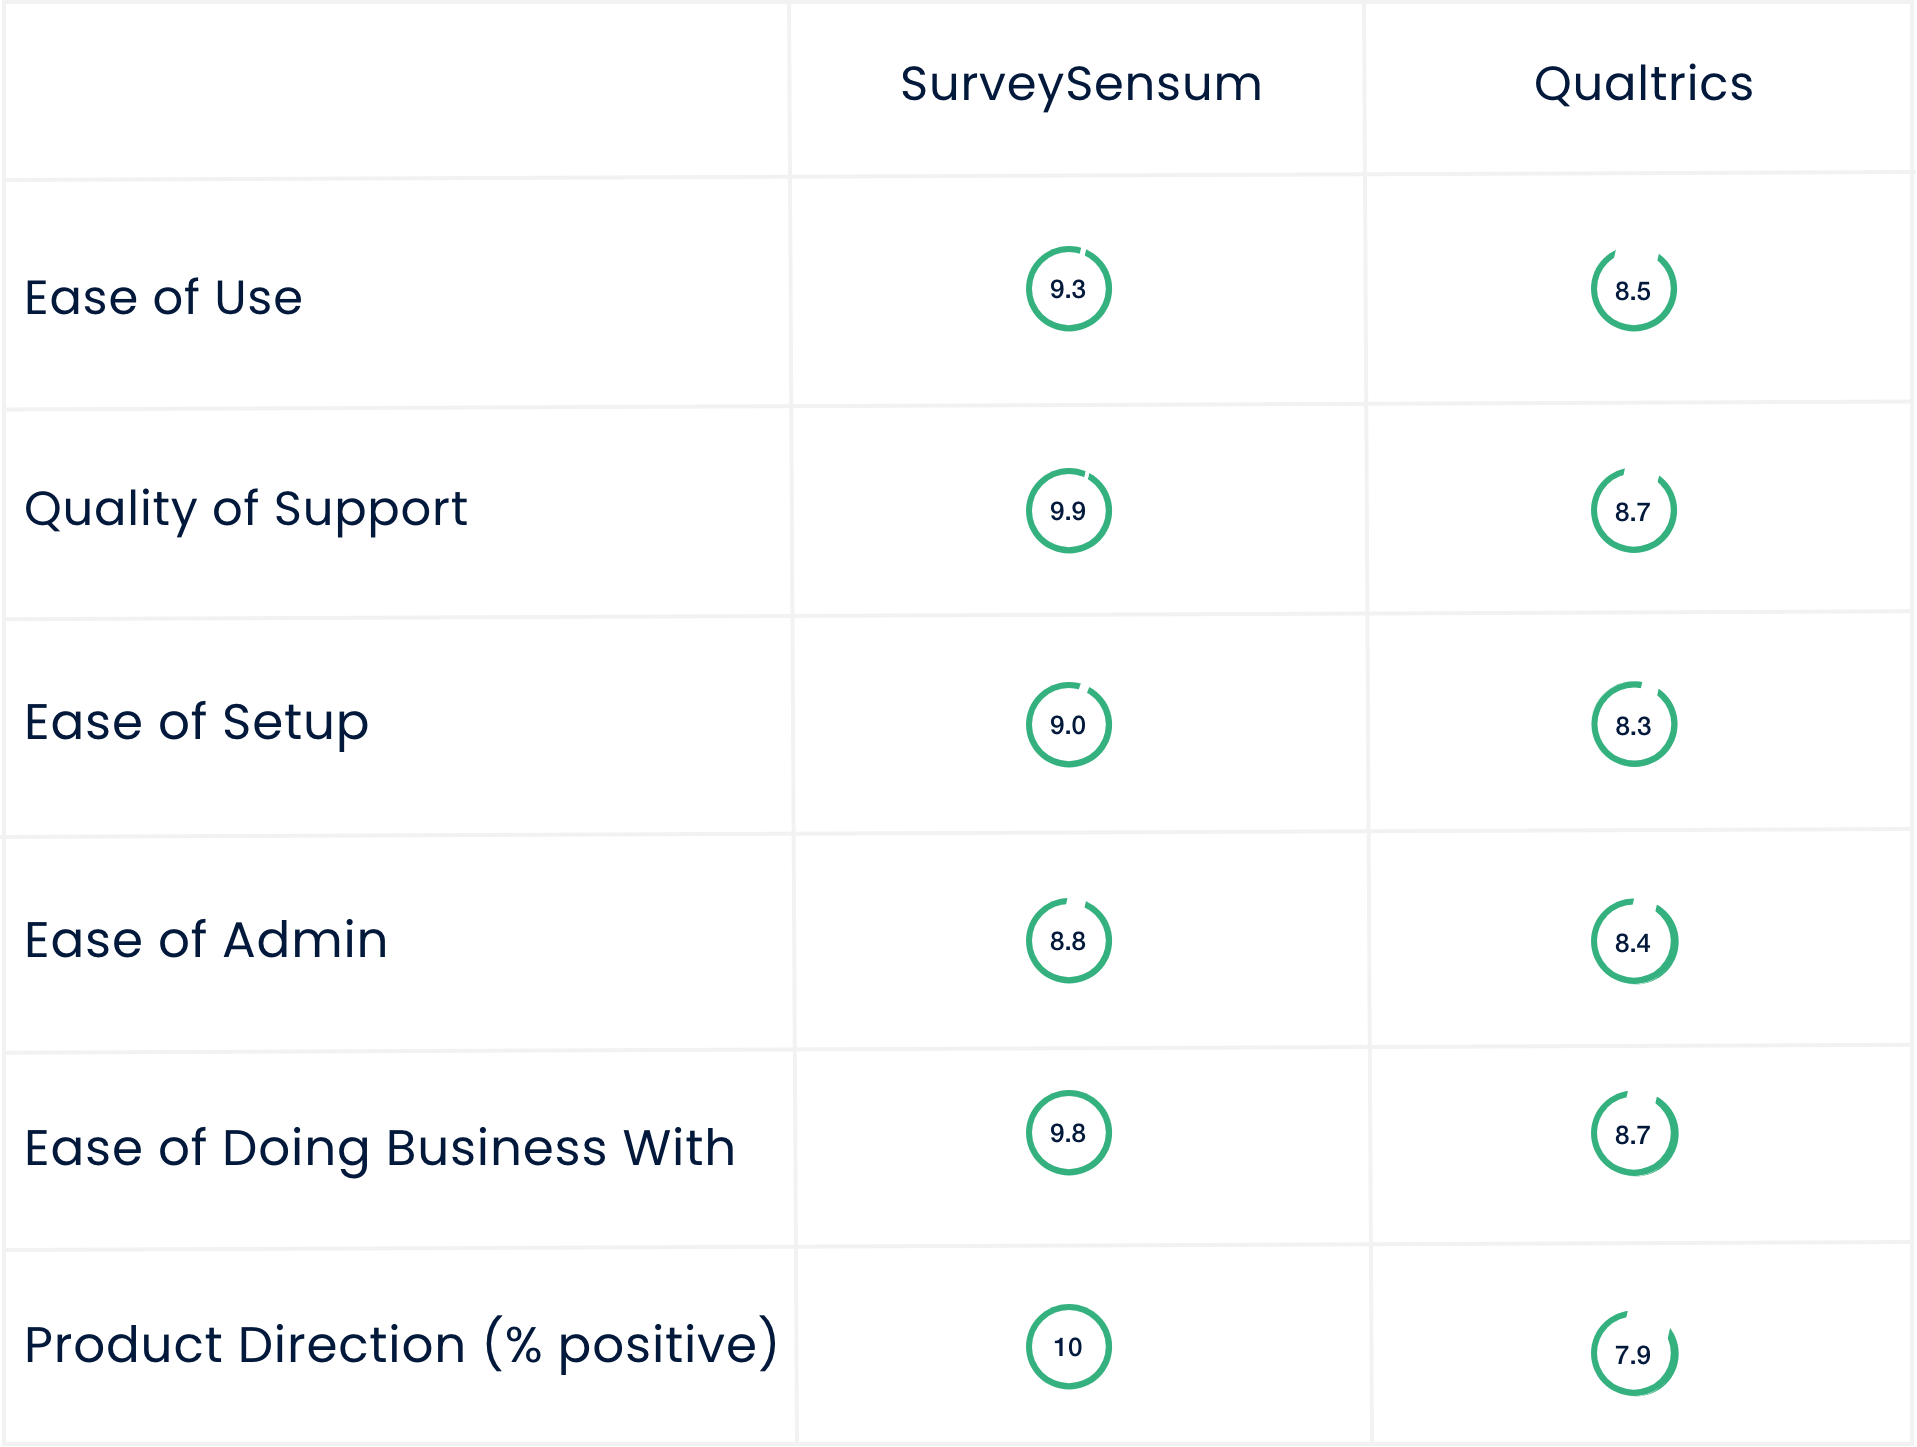 SurveySensum Qualtrics
Ease of Use 9.3 8.5
Quality of Support 9.9 8.7
Ease of Setup 9.0 8.3
Ease of Admin 8.8 8.4
Ease of Doing Business With 9.8 8.7
Product Direction (% positive) 10 7.9